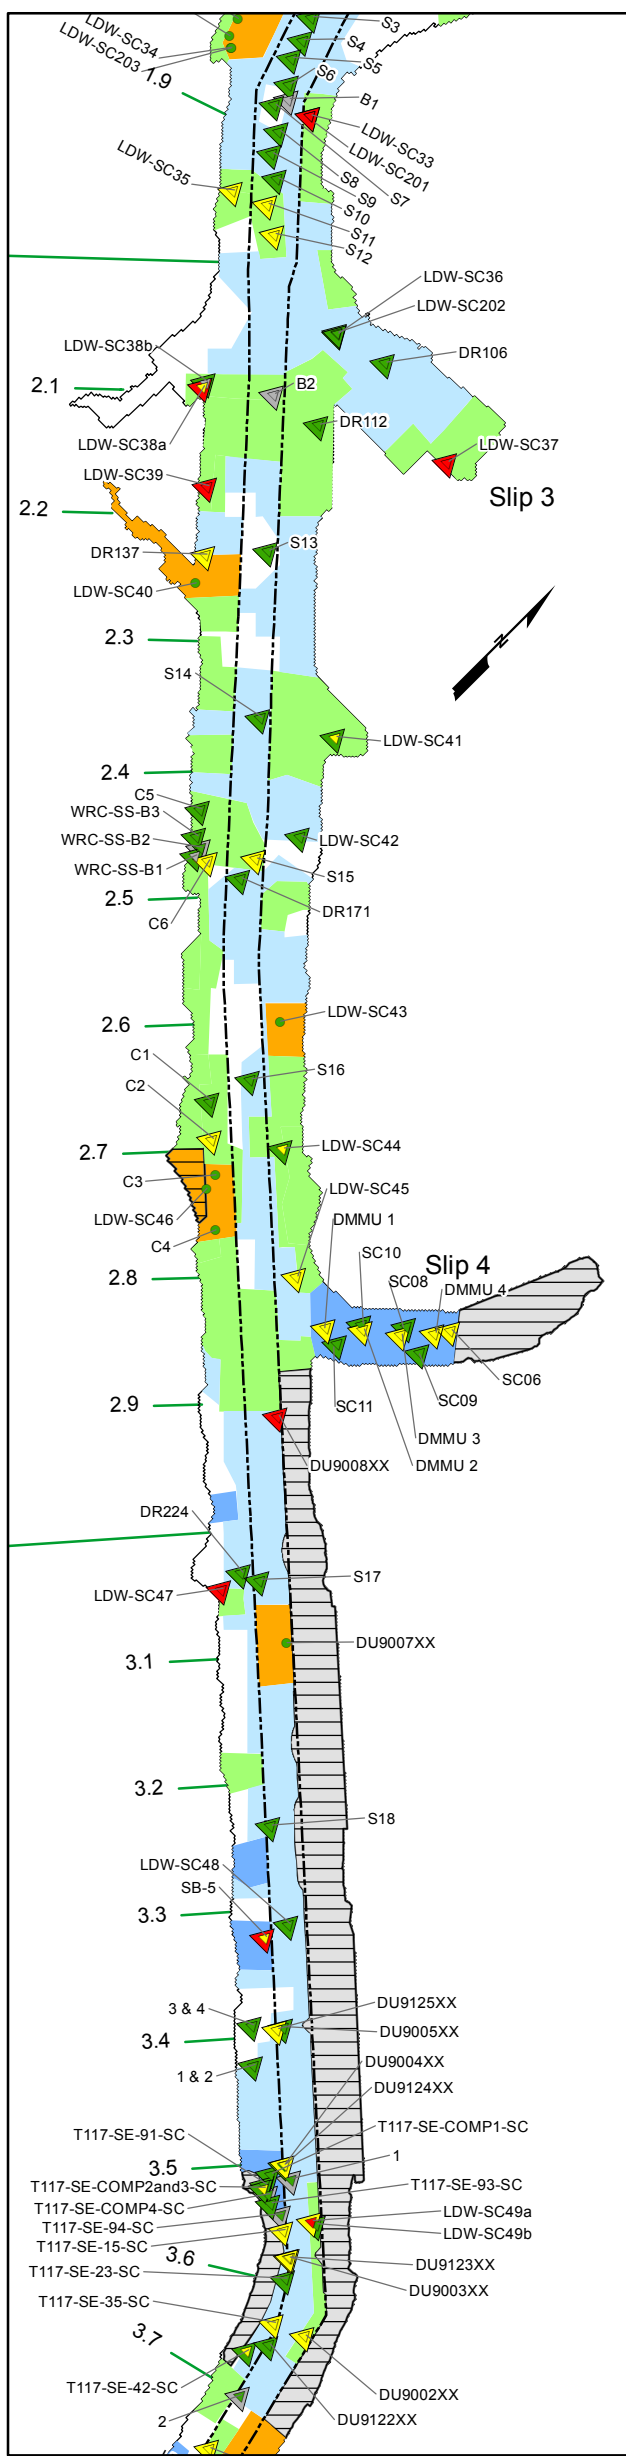 S3
LDW-SC34
S4
LDW-SC203
S5
1.9
S6
B1
LDW-SC33
LDW-SC201
S7
S8
LDW-SC35
S9
S10
S11
S12
LDW-SC36
LDW-SC202
LDW-SC38b
DR106
2.1
B2
DR112
LDW-SC38a
LDW-SC37
LDW-SC39
Slip 3
2.2
S13
DR137
LDW-SC40
2.3
N
S14
LDW-SC41
2.4
C5
WRC-SS-B3
WRC-SS-B2
LDW-SC42
WRC-SS-B1
S15
2.5
DR171
C6
2.6
LDW-SC43
C1
S16
C2
2.7
LDW-SC44
C3
LDW-SC45
LDW-SC46
DMMU 1
C4
SC10
Slip 4
2.8
SC08
DMMU 4
SC06
SC11
SC09
2.9
DMMU 3
DU9008XX
DMMU 2
DR224
S17
LDW-SC47
DU9007XX
3.1
3.2
S18
LDW-SC48
SB-5
3.3
DU9125XX
3 & 4
3.4
DU9005XX
DU9004XX
1 & 2
DU9124XX
T117-SE-COMP1-SC
T117-SE-91-SC
1
3.5
T117-SE-93-SC
T117-SE-COMP2and3-SC
T117-SE-COMP4-SC
LDW-SC49a
T117-SE-94-SC
LDW-SC49b
T117-SE-15-SC
3.6
DU9123XX
T117-SE-23-SC
DU9003XX
T117-SE-35-SC
3.7
T117-SE-42-SC
DU9002XX
2
DU9122XX